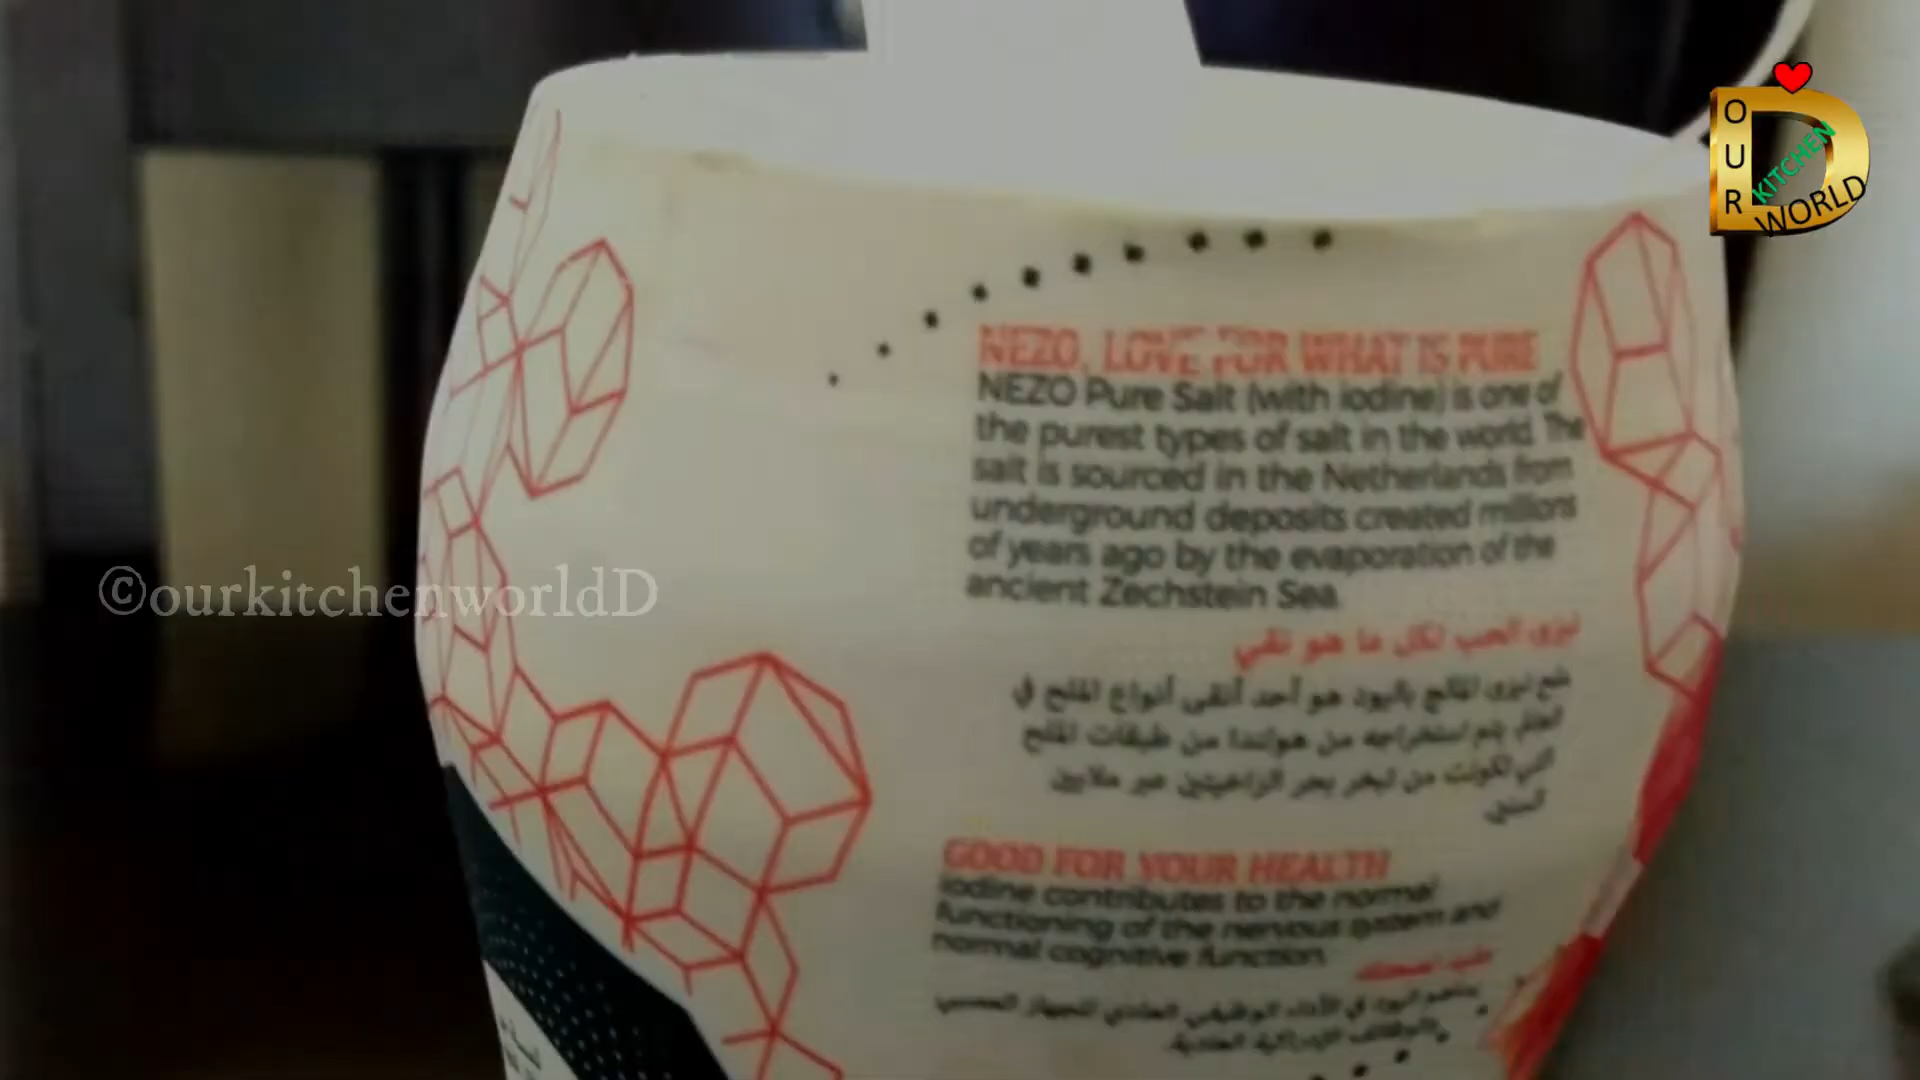 OUR
KITCHEN
WORLD
NEZO, LOVE FOR WHAT IS PURE
NEZO Pure Salt (with iodine) is one of
the purest types of salt in the world. The
salt is sourced in the Netherlands from
underground deposits created millions
of years ago by the evaporation of the
ancient Zechstein Sea.
©ourkitchenworldD
نيزو، الحب لكل ما هو نقي
ملح نيزو المالح باليود هو أحد أنقى أنواع الملح في
العالم. يتم استخراجه من هولندا من طبقات الملح
التي تكونت من تبخر بحر الزاخيتين عبر ملايين
السنين
GOOD FOR YOUR HEALTH
Iodine contributes to the normal
functioning of the nervous system and
normal cognitive function.
يساهم اليود في الأداء الوظيفي العادي للجهاز العصبي
والوظائف الإدراكية العادية.